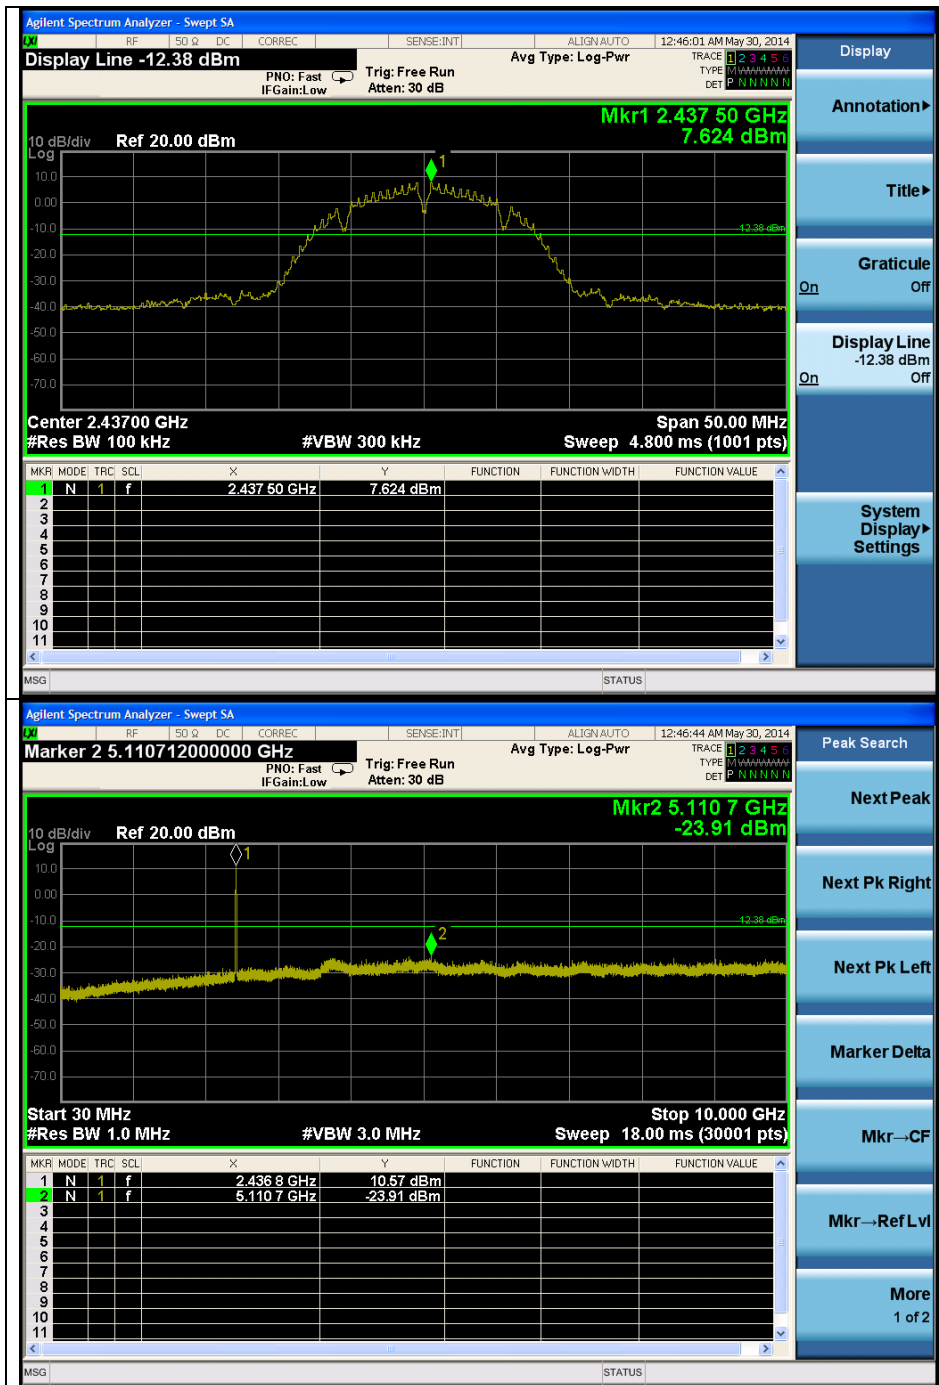 Agilent Spectrum Analyzer - Swept SA
LXI RF 50 Ω DC CORREC SENSE:INT ALIGN AUTO 12:46:01 AM May 30, 2014
Display Line -12.38 dBm
PNO: Fast
IFGain:Low
Trig: Free Run
Atten: 30 dB
Avg Type: Log-Pwr
TRACE 1 2 3 4 5 6
TYPE M
DET P N N N N N
Mkr1 2.437 50 GHz
7.624 dBm
10 dB/div Ref 20.00 dBm
Log
1
10.0
0.00
-10.0
-12.38 dBm
-20.0
-30.0
-40.0
-50.0
-60.0
-70.0
Center 2.43700 GHz Span 50.00 MHz
#Res BW 100 kHz #VBW 300 kHz Sweep 4.800 ms (1001 pts)
MKR MODE TRC SCL X Y FUNCTION FUNCTION WIDTH FUNCTION VALUE
1 N 1 f 2.437 50 GHz 7.624 dBm
2
3
4
5
6
7
8
9
10
11
MSG STATUS
Display
Annotation
Title
Graticule
On Off
Display Line
-12.38 dBm
On Off
System
Display
Settings
Agilent Spectrum Analyzer - Swept SA
LXI RF 50 Ω DC CORREC SENSE:INT ALIGN AUTO 12:46:44 AM May 30, 2014
Marker 2 5.110712000000 GHz
PNO: Fast
IFGain:Low
Trig: Free Run
Atten: 30 dB
Avg Type: Log-Pwr
TRACE 1 2 3 4 5 6
TYPE M
DET P N N N N N
Mkr2 5.110 7 GHz
-23.91 dBm
10 dB/div Ref 20.00 dBm
Log
1
10.0
0.00
-10.0
-12.38 dBm
2
-20.0
-30.0
-40.0
-50.0
-60.0
-70.0
Start 30 MHz Stop 10.000 GHz
#Res BW 1.0 MHz #VBW 3.0 MHz Sweep 18.00 ms (30001 pts)
MKR MODE TRC SCL X Y FUNCTION FUNCTION WIDTH FUNCTION VALUE
1 N 1 f 2.436 8 GHz 10.57 dBm
2 N 1 f 5.110 7 GHz -23.91 dBm
3
4
5
6
7
8
9
10
11
MSG STATUS
Peak Search
Next Peak
Next Pk Right
Next Pk Left
Marker Delta
Mkr→CF
Mkr→Ref Lvl
More
1 of 2